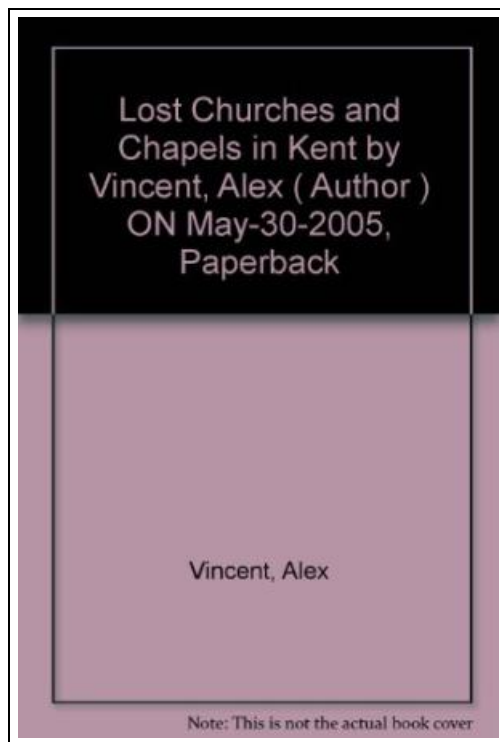 Lost Churches and
Chapels in Kent by
Vincent, Alex ( Author )
ON May-30-2005,
Paperback
Vincent, Alex
Note: This is not the actual book cover